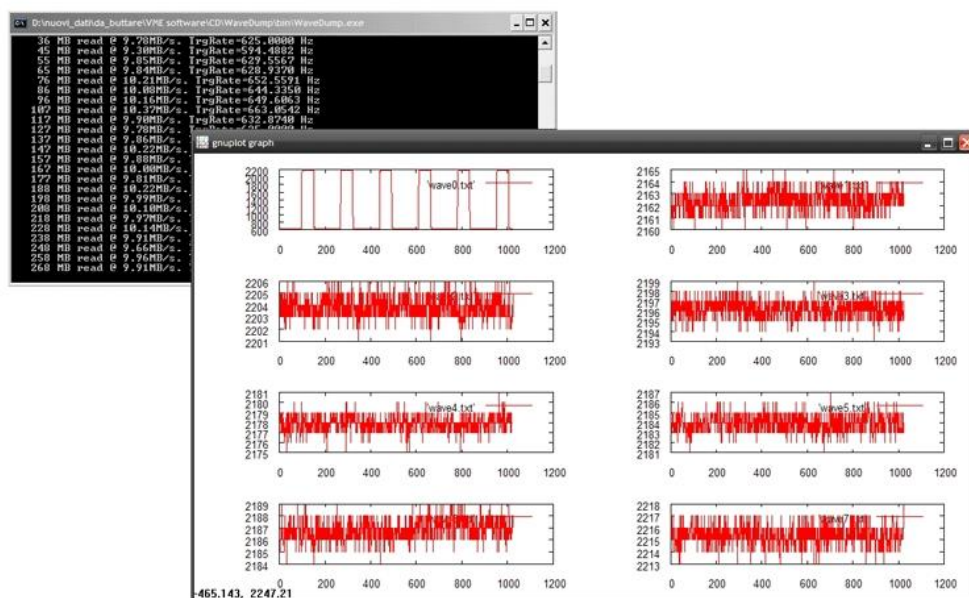 D:\nuovi_dati\da_buttare\VME software\CD\WaveDump\bin\WaveDump.exe
36 MB read @ 9.78MB/s. TrgRate=625.0000 Hz
45 MB read @ 9.30MB/s. TrgRate=594.4882 Hz
55 MB read @ 9.85MB/s. TrgRate=629.5567 Hz
65 MB read @ 9.84MB/s. TrgRate=628.9370 Hz
76 MB read @ 10.21MB/s. TrgRate=652.5591 Hz
86 MB read @ 10.08MB/s. TrgRate=644.3350 Hz
96 MB read @ 10.16MB/s. TrgRate=649.6063 Hz
107 MB read @ 10.37MB/s. TrgRate=663.0542 Hz
117 MB read @ 9.90MB/s. TrgRate=632.8740 Hz
127 MB read @ 9.78MB/s. TrgRate=625.0000 Hz
137 MB read @ 9.86MB/s.
147 MB read @ 10.22MB/s.
157 MB read @ 9.88MB/s.
167 MB read @ 10.00MB/s.
177 MB read @ 9.81MB/s.
188 MB read @ 10.22MB/s.
198 MB read @ 9.99MB/s.
208 MB read @ 10.10MB/s.
218 MB read @ 9.97MB/s.
228 MB read @ 10.14MB/s.
238 MB read @ 9.91MB/s.
248 MB read @ 9.66MB/s.
258 MB read @ 9.96MB/s.
268 MB read @ 9.91MB/s.
gnuplot graph
2200
2000
1800
1600
1400
1200
1000
800
600
'wave0.txt'
0 200 400 600 800 1000 1200
2165
2164
2163
2162
2161
2160
0 200 400 600 800 1000 1200
2206
2205
2204
2203
2202
2201
0 200 400 600 800 1000 1200
2199
2198
2197
2196
2195
2194
2193
'wave3.txt'
0 200 400 600 800 1000 1200
2181
2180
2179
2178
2177
2176
2175
'wave4.txt'
0 200 400 600 800 1000 1200
2187
2186
2185
2184
2183
2182
2181
'wave5.txt'
0 200 400 600 800 1000 1200
2189
2188
2187
2186
2185
2184
0 200 400 600 800 1000 1200
2218
2217
2216
2215
2214
2213
0 200 400 600 800 1000 1200
-465.143, 2247.21